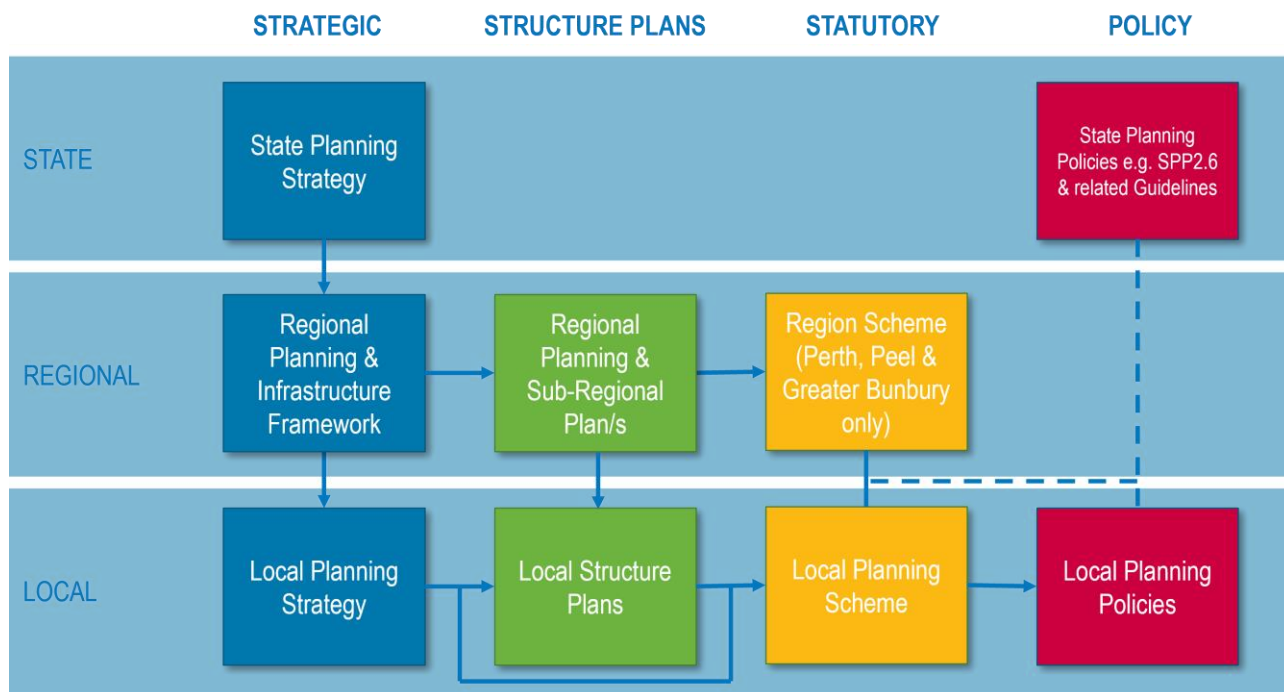 STRATEGIC
STRUCTURE PLANS
STATUTORY
POLICY
STATE
State Planning
Strategy
State Planning
Policies e.g. SPP2.6
& related Guidelines
REGIONAL
Regional
Planning &
Infrastructure
Framework
Regional
Planning &
Sub-Regional
Plan/s
Region Scheme
(Perth, Peel &
Greater Bunbury
only)
LOCAL
Local Planning
Strategy
Local Structure
Plans
Local Planning
Scheme
Local Planning
Policies